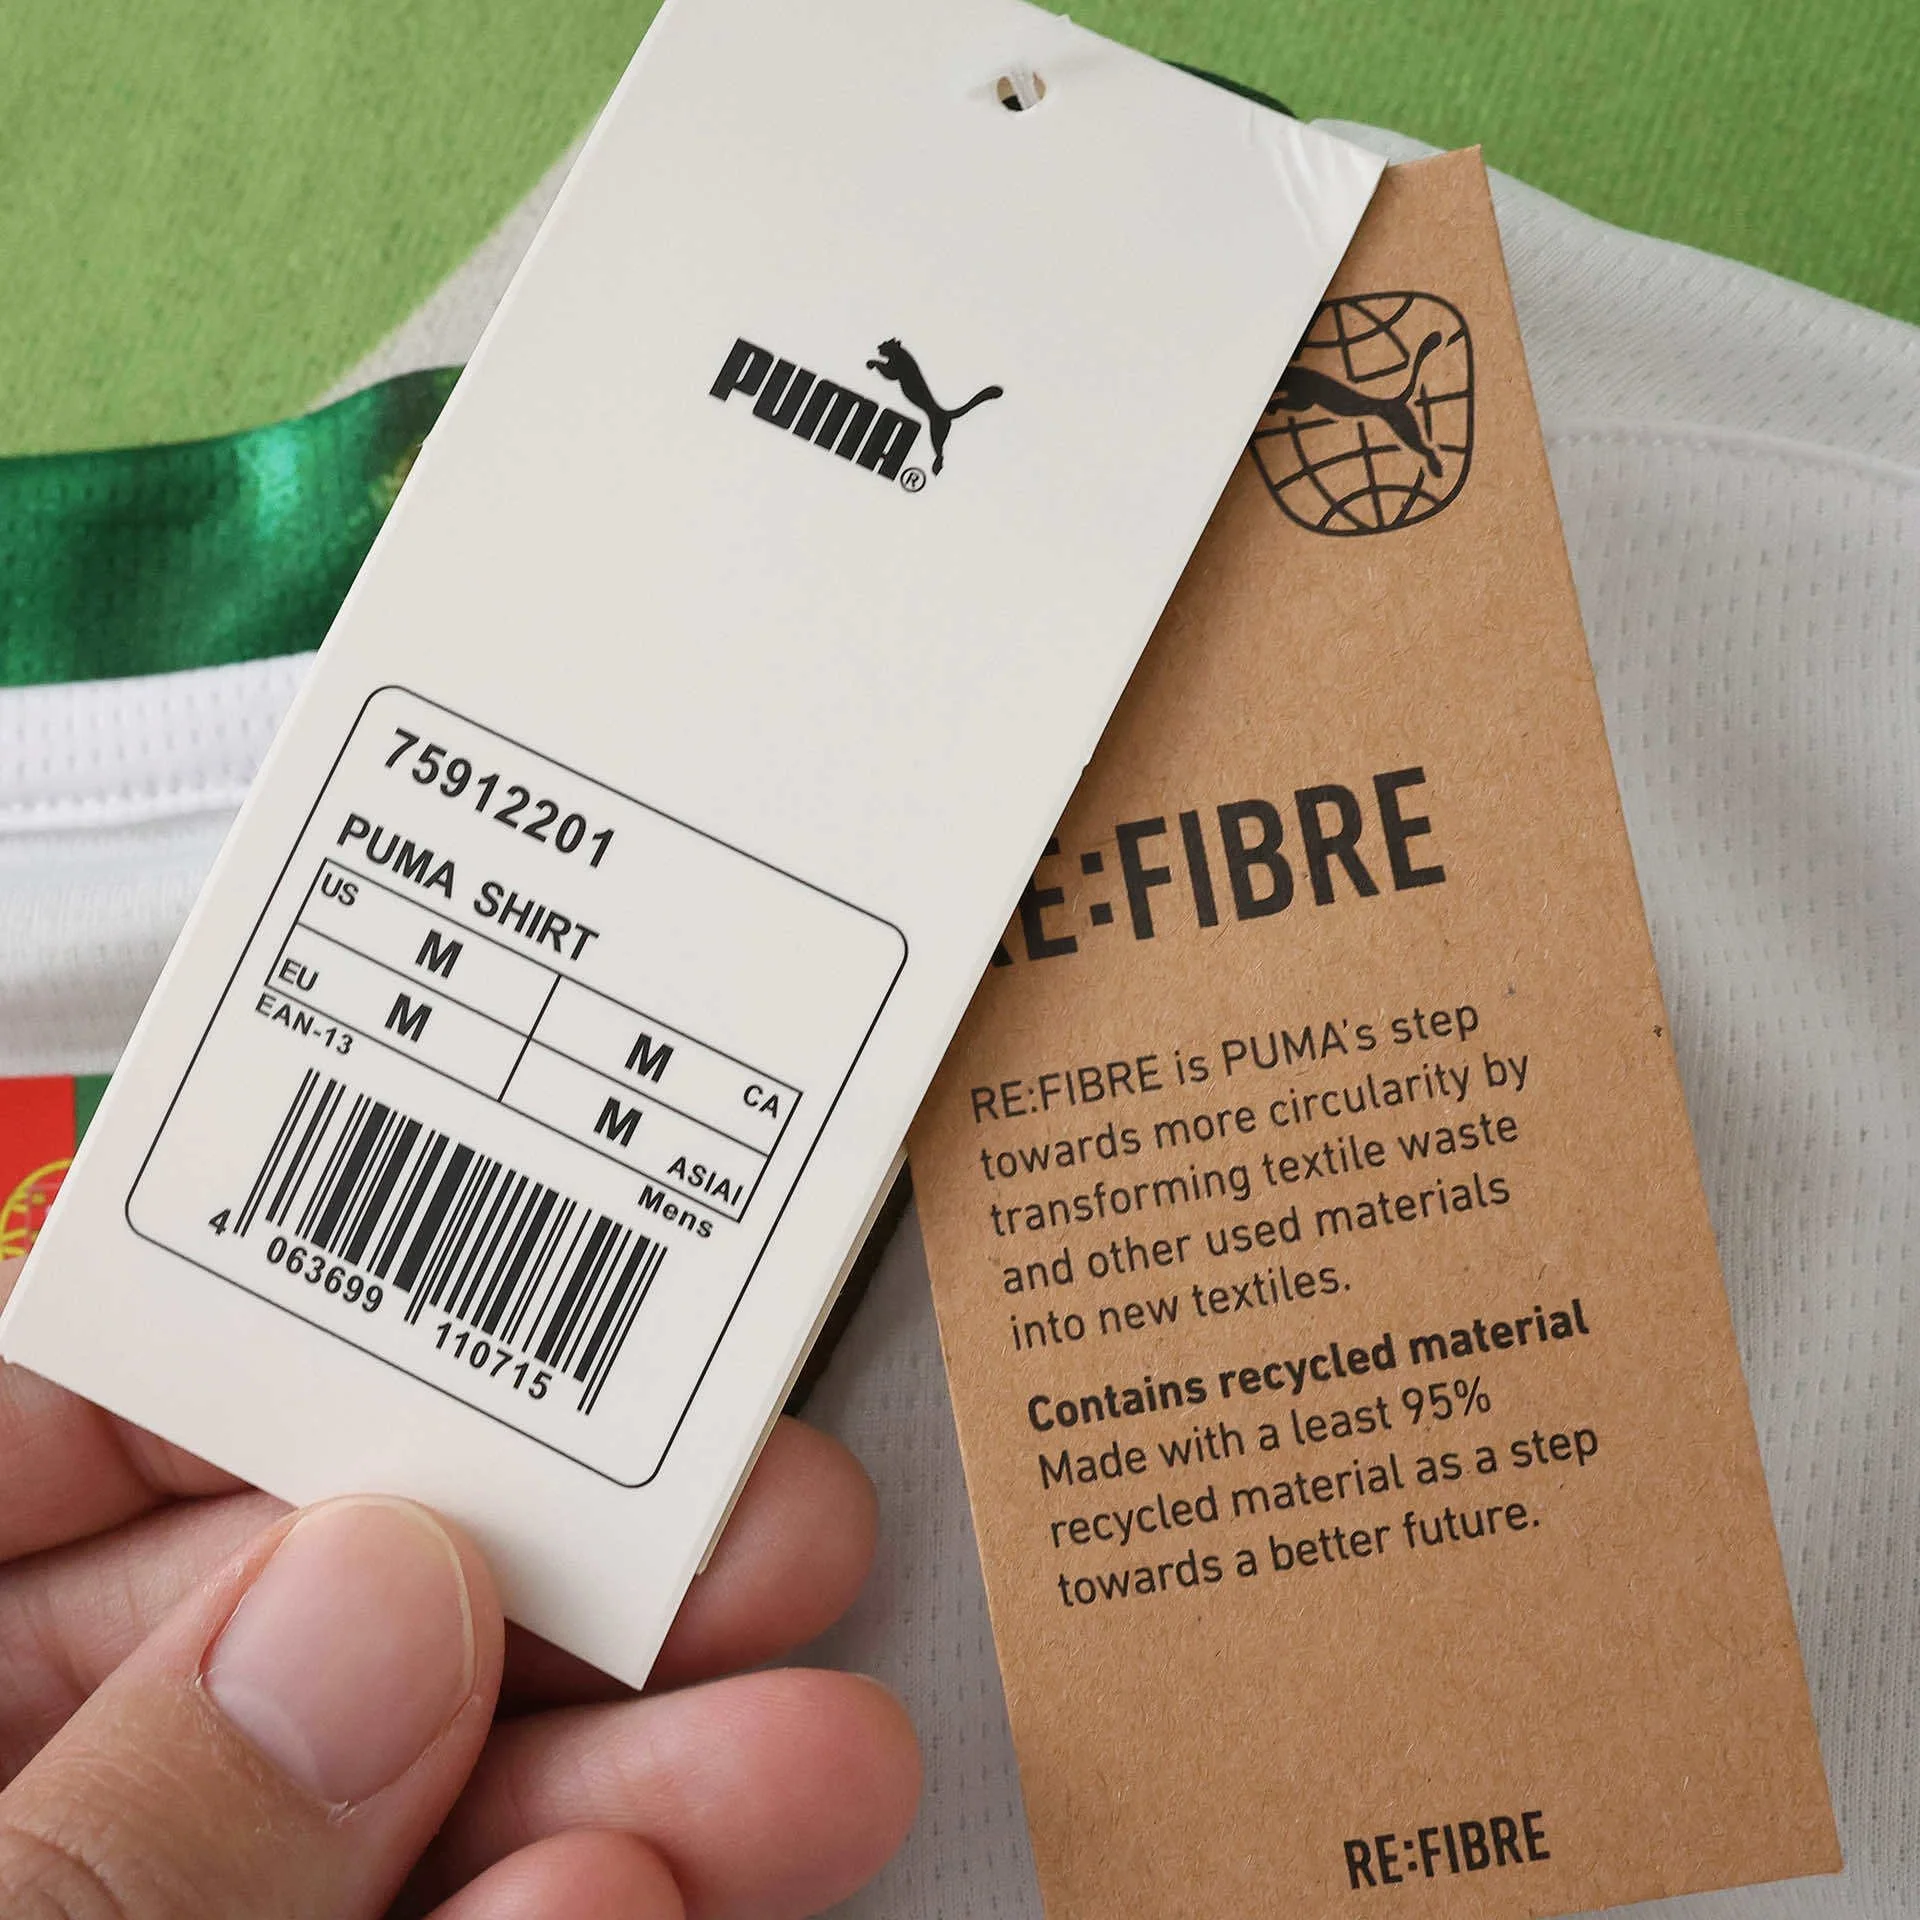 PUMA®
75912201
PUMA SHIRT
US M M CA
EU M M ASIAI
EAN-13 Mens
4 063699 110715
E:FIBRE
RE:FIBRE is PUMA's step
towards more circularity by
transforming textile waste
and other used materials
into new textiles.
Contains recycled material
Made with a least 95%
recycled material as a step
towards a better future.
RE:FIBRE